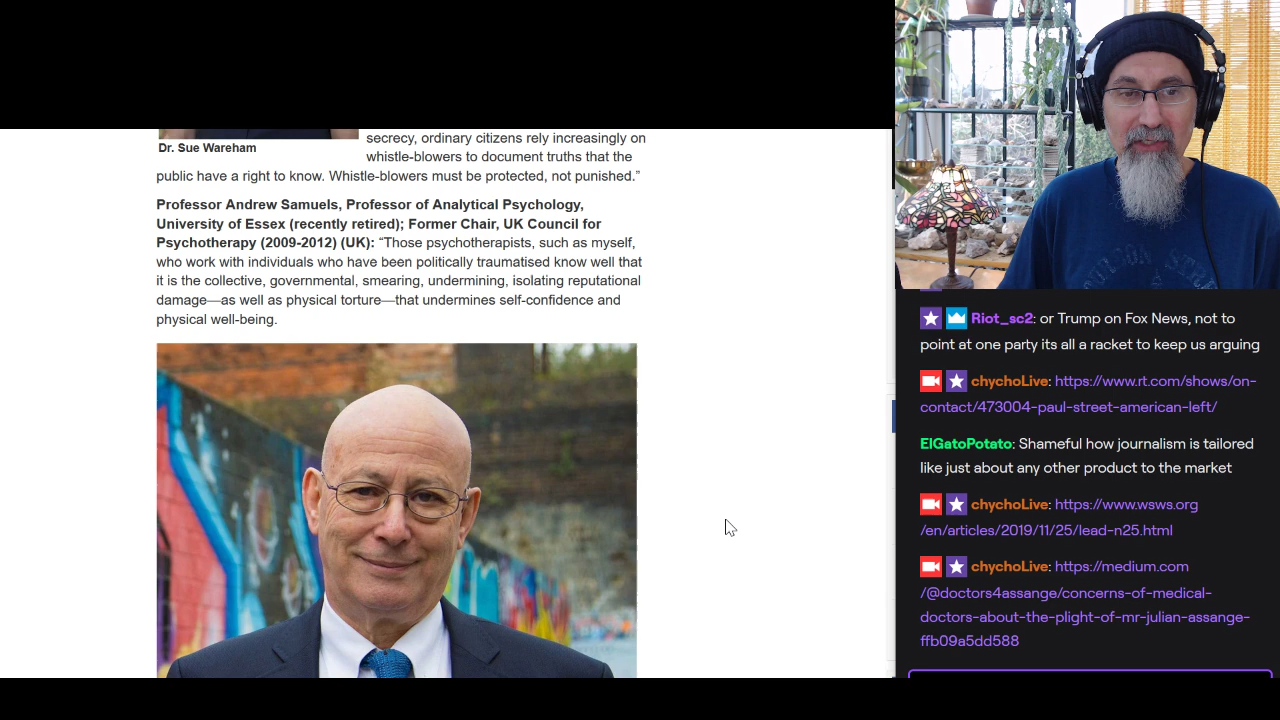 secrecy, ordinary citizens rely increasingly on
Dr. Sue Wareham
whistle-blowers to document truths that the
public have a right to know. Whistle-blowers must be protected, not punished.”
Professor Andrew Samuels, Professor of Analytical Psychology,
University of Essex (recently retired); Former Chair, UK Council for
Psychotherapy (2009-2012) (UK): “Those psychotherapists, such as myself,
who work with individuals who have been politically traumatised know well that
it is the collective, governmental, smearing, undermining, isolating reputational
damage—as well as physical torture—that undermines self-confidence and
physical well-being.
Riot_sc2: or Trump on Fox News, not to
point at one party its all a racket to keep us arguing
chychoLive: https://www.rt.com/shows/on-
contact/473004-paul-street-american-left/
ElGatoPotato: Shameful how journalism is tailored
like just about any other product to the market
chychoLive: https://www.wsws.org
/en/articles/2019/11/25/lead-n25.html
chychoLive: https://medium.com
/@doctors4assange/concerns-of-medical-
doctors-about-the-plight-of-mr-julian-assange-
ffb09a5dd588